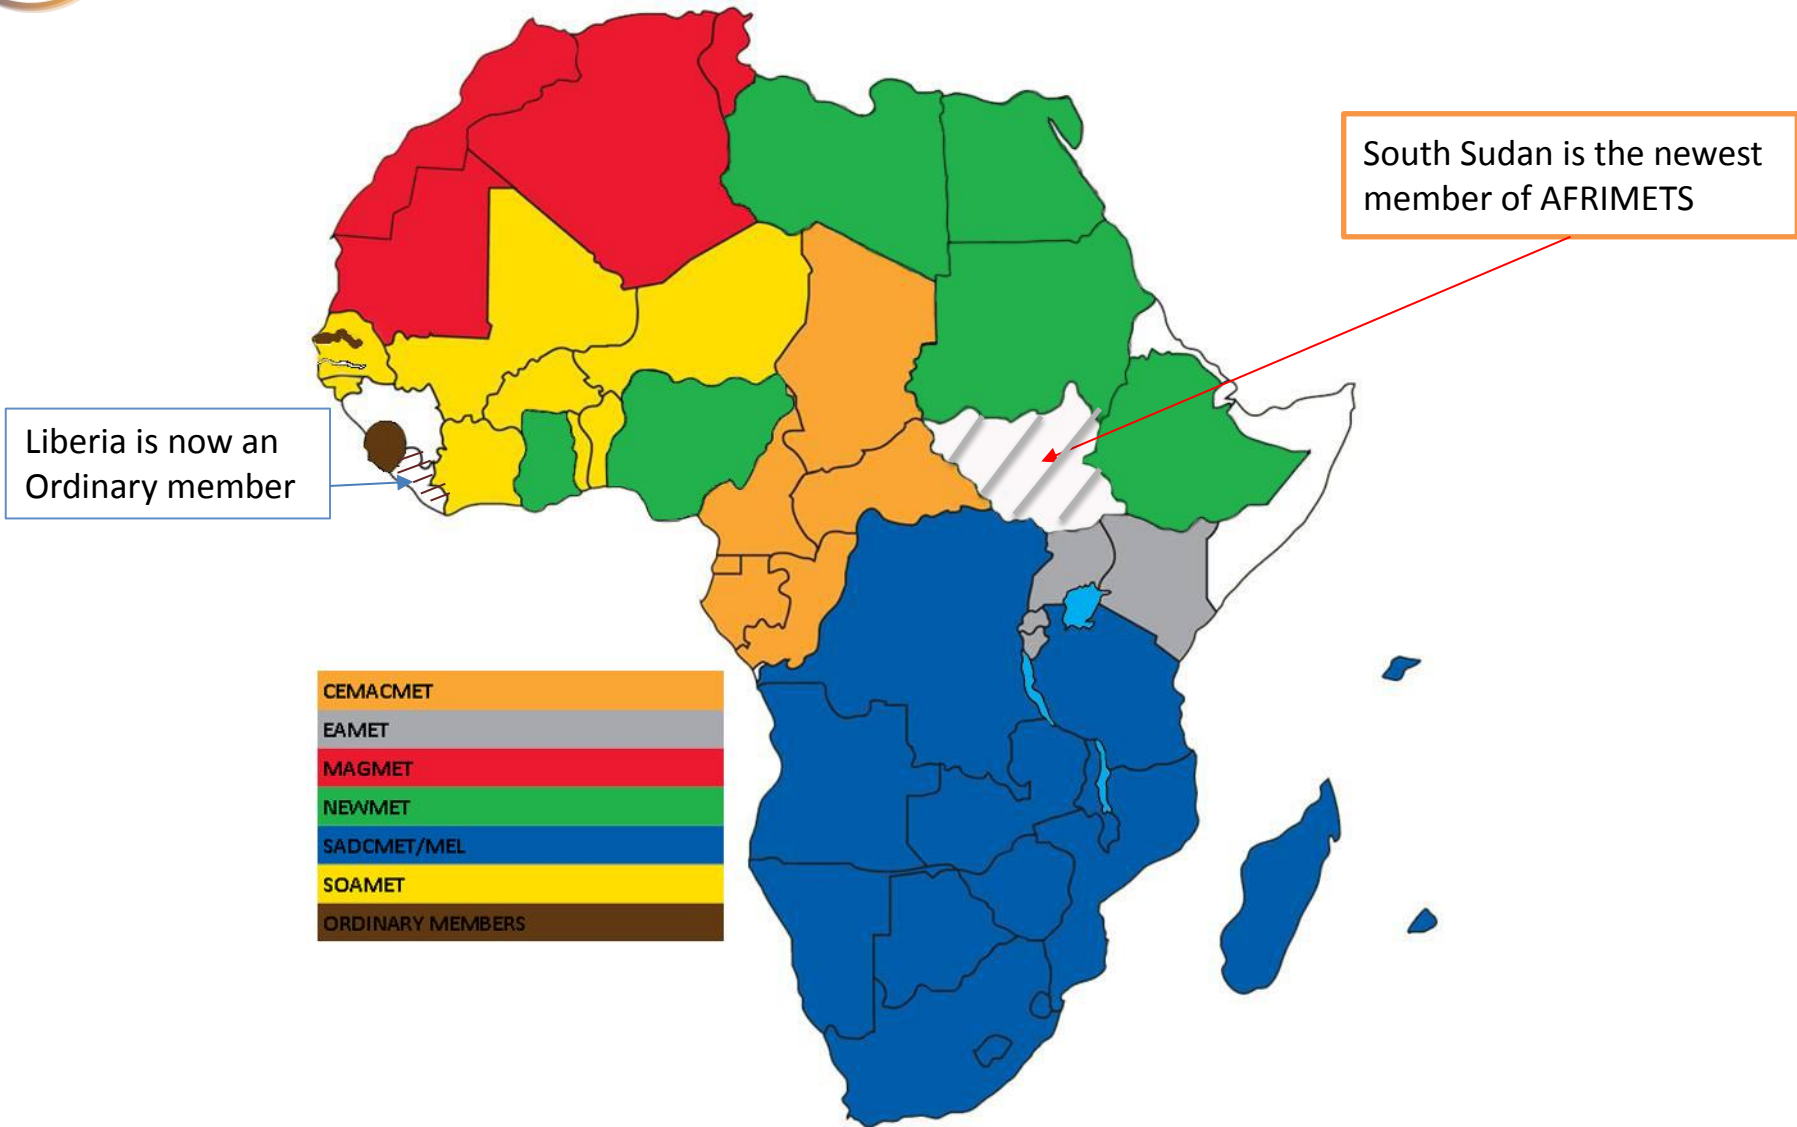 South Sudan is the newest
member of AFRIMETS
Liberia is now an
Ordinary member
CEMACMET
EAMET
MAGMET
NEWMET
SADCMET/MEL
SOAMET
ORDINARY MEMBERS